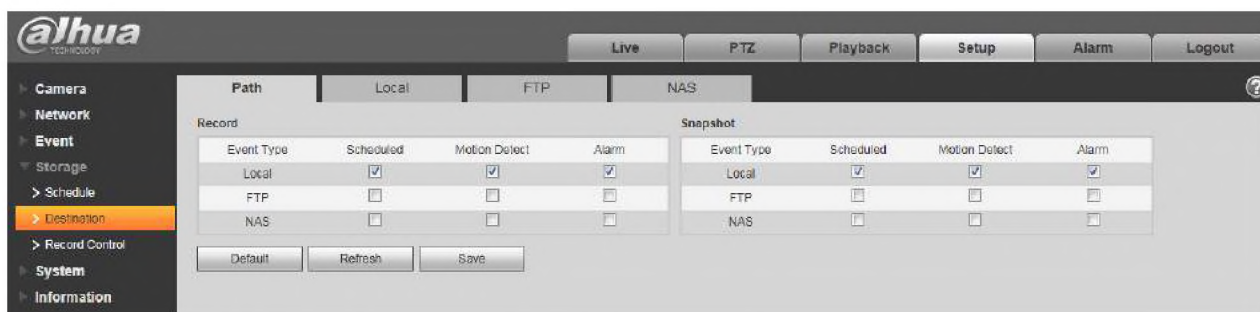 alhua
TECHNOLOGY
Live PTZ Playback Setup Alarm Logout
Camera
Network
Event
Storage
> Schedule
> Destination
> Record Control
System
Information
Path Local FTP NAS
?
Record
Event Type Scheduled Motion Detect Alarm
Local
FTP
NAS
Snapshot
Event Type Scheduled Motion Detect Alarm
Local
FTP
NAS
Default Refresh Save